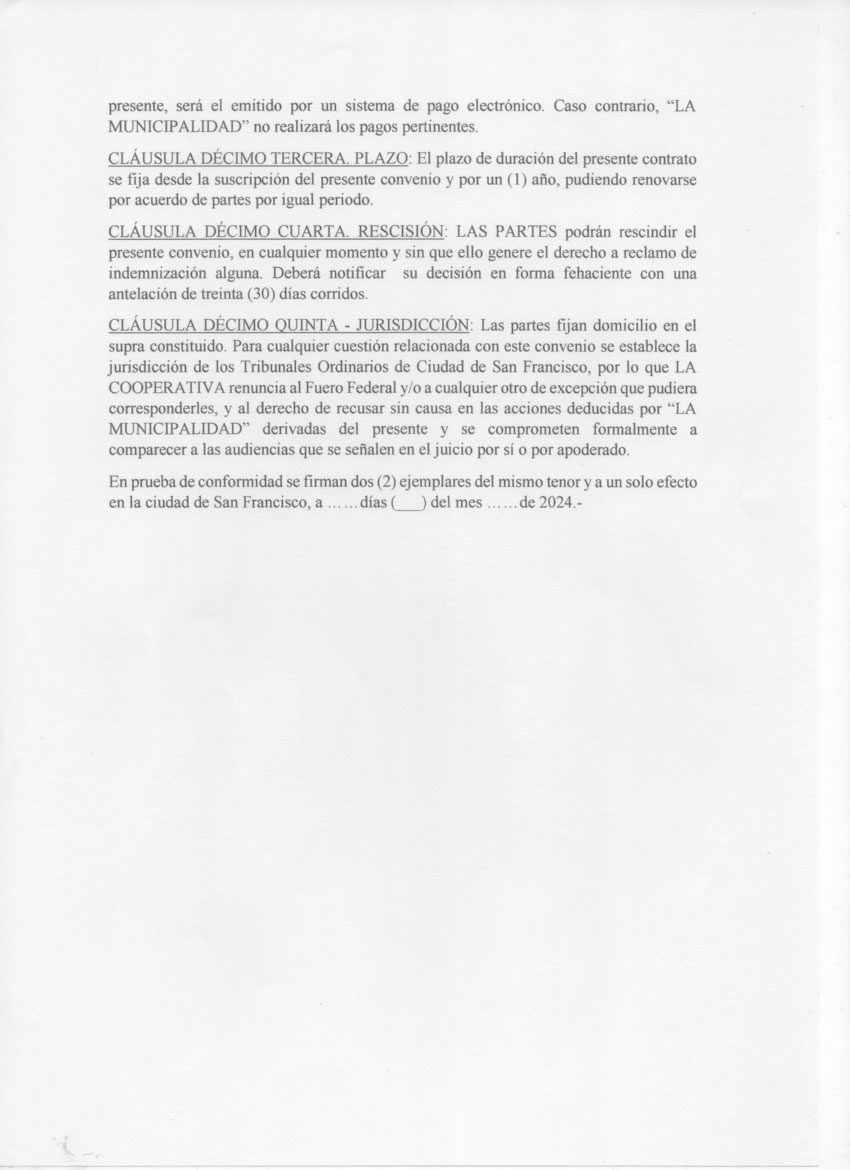 presente, será el emitido por un sistema de pago electrónico. Caso contrario, “LA
MUNICIPALIDAD” no realizará los pagos pertinentes.
CLÁUSULA DÉCIMO TERCERA. PLAZO: El plazo de duración del presente contrato
se fija desde la suscripción del presente convenio y por un (1) año, pudiendo renovarse
por acuerdo de partes por igual periodo.
CLÁUSULA DÉCIMO CUARTA. RESCISIÓN: LAS PARTES podrán rescindir el
presente convenio, en cualquier momento y sin que ello genere el derecho a reclamo de
indemnización alguna. Deberá notificar su decisión en forma fehaciente con una
antelación de treinta (30) días corridos.
CLÁUSULA DÉCIMO QUINTA - JURISDICCIÓN: Las partes fijan domicilio en el
supra constituido. Para cualquier cuestión relacionada con este convenio se establece la
jurisdicción de los Tribunales Ordinarios de Ciudad de San Francisco, por lo que LA
COOPERATIVA renuncia al Fuero Federal y/o a cualquier otro de excepción que pudiera
corresponderles, y al derecho de recusar sin causa en las acciones deducidas por “LA
MUNICIPALIDAD” derivadas del presente y se comprometen formalmente a
comparecer a las audiencias que se señalen en el juicio por sí o por apoderado.
En prueba de conformidad se firman dos (2) ejemplares del mismo tenor y a un solo efecto
en la ciudad de San Francisco, a ……días (___) del mes ……de 2024.-